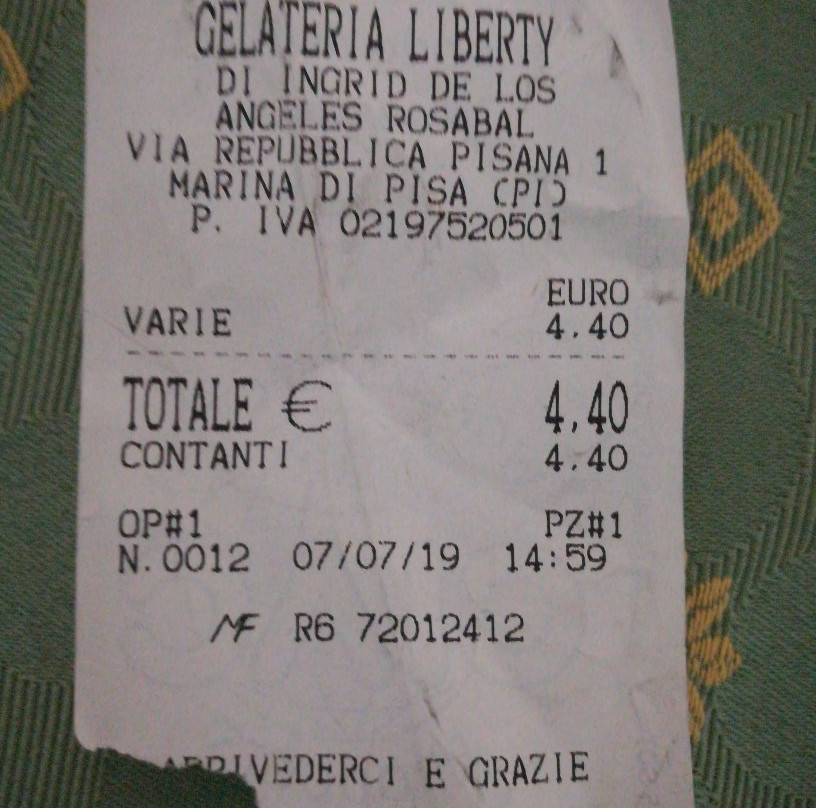 GELATERIA LIBERTY
DI INGRID DE LOS
ANGELES ROSABAL
VIA REPUBBLICA PISANA 1
MARINA DI PISA (PI)
P. IVA 02197520501
EURO
VARIE 4.40
TOTALE € 4,40
CONTANTI 4.40
OP#1 PZ#1
N.0012 07/07/19 14:59
MF R6 72012412
ARRIVEDERCI E GRAZIE